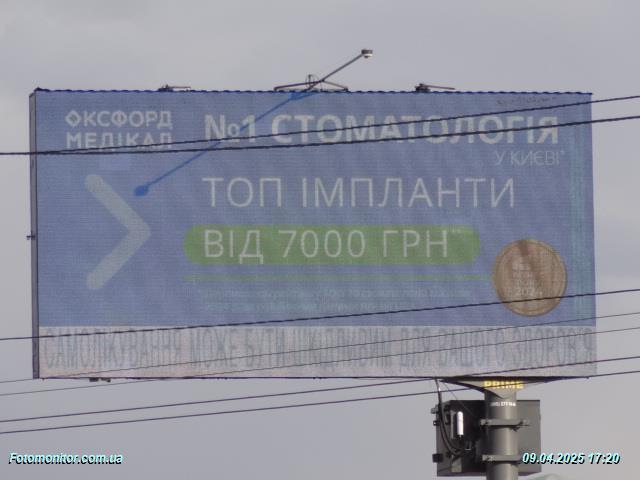 ОКСФОРД
МЕДІКАЛ
№1 СТОМАТОЛОГІЯ
У КИЄВІ*
ТОП ІМПЛАНТИ
ВІД 7000 ГРН**
САМОЛІКУВАННЯ МОЖЕ БУТИ ШКІДЛИВИМ ДЛЯ ВАШОГО ЗДОРОВ'Я
PRIME
Fotomonitor.com.ua
09.04.2025 17:20